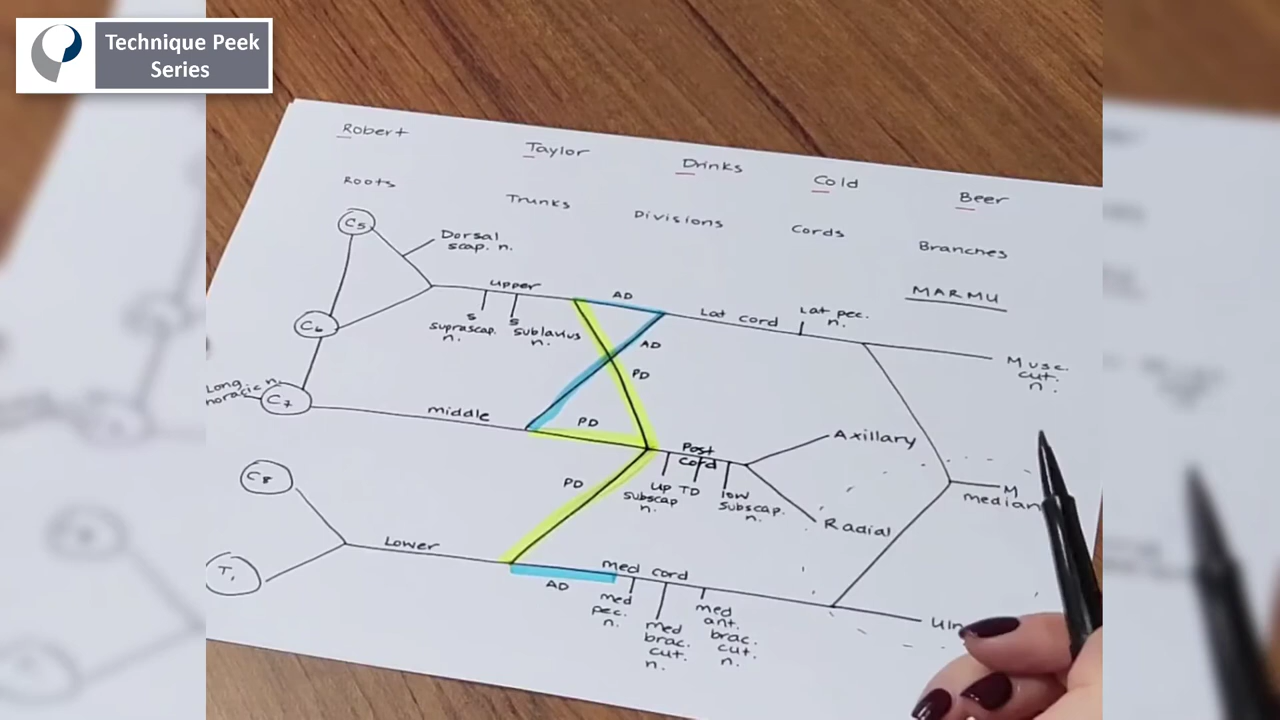 Technique Peek
Series
Robert
Taylor
Drinks
Cold
Beer
Roots
Trunks
Divisions
Cords
Branches
MARMU
C5
Dorsal
scap. n.
upper
AD
Lat cord
Lat pec.
n.
S
suprascap.
n.
S
sublavius
n.
AD
PD
Musc.
cut.
n.
C6
Long
horacic n.
C7
middle
PD
Post
cord
Axillary
up
subscap
n.
TD
low
subscap.
n.
Radial
M
median
C8
PD
T1
Lower
AD
med cord
med
pec.
n.
med
brac.
cut.
n.
med
ant.
brac.
cut.
n.
Uln